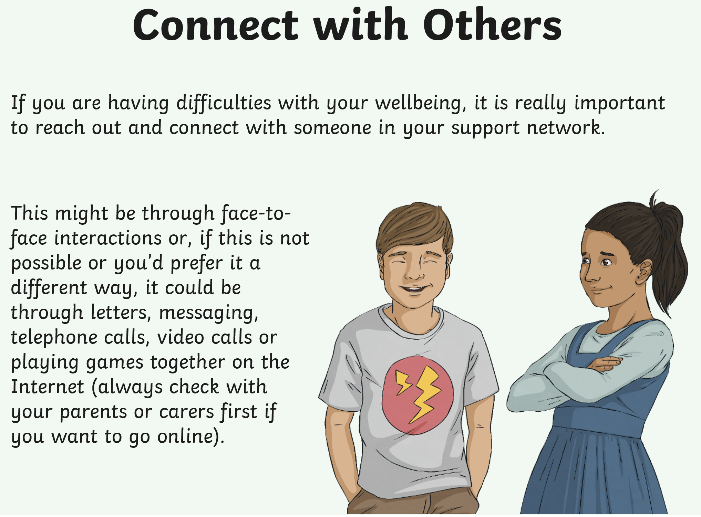 Connect with Others
If you are having difficulties with your wellbeing, it is really important
to reach out and connect with someone in your support network.
This might be through face-to-
face interactions or, if this is not
possible or you'd prefer it a
different way, it could be
through letters, messaging,
telephone calls, video calls or
playing games together on the
Internet (always check with
your parents or carers first if
you want to go online).